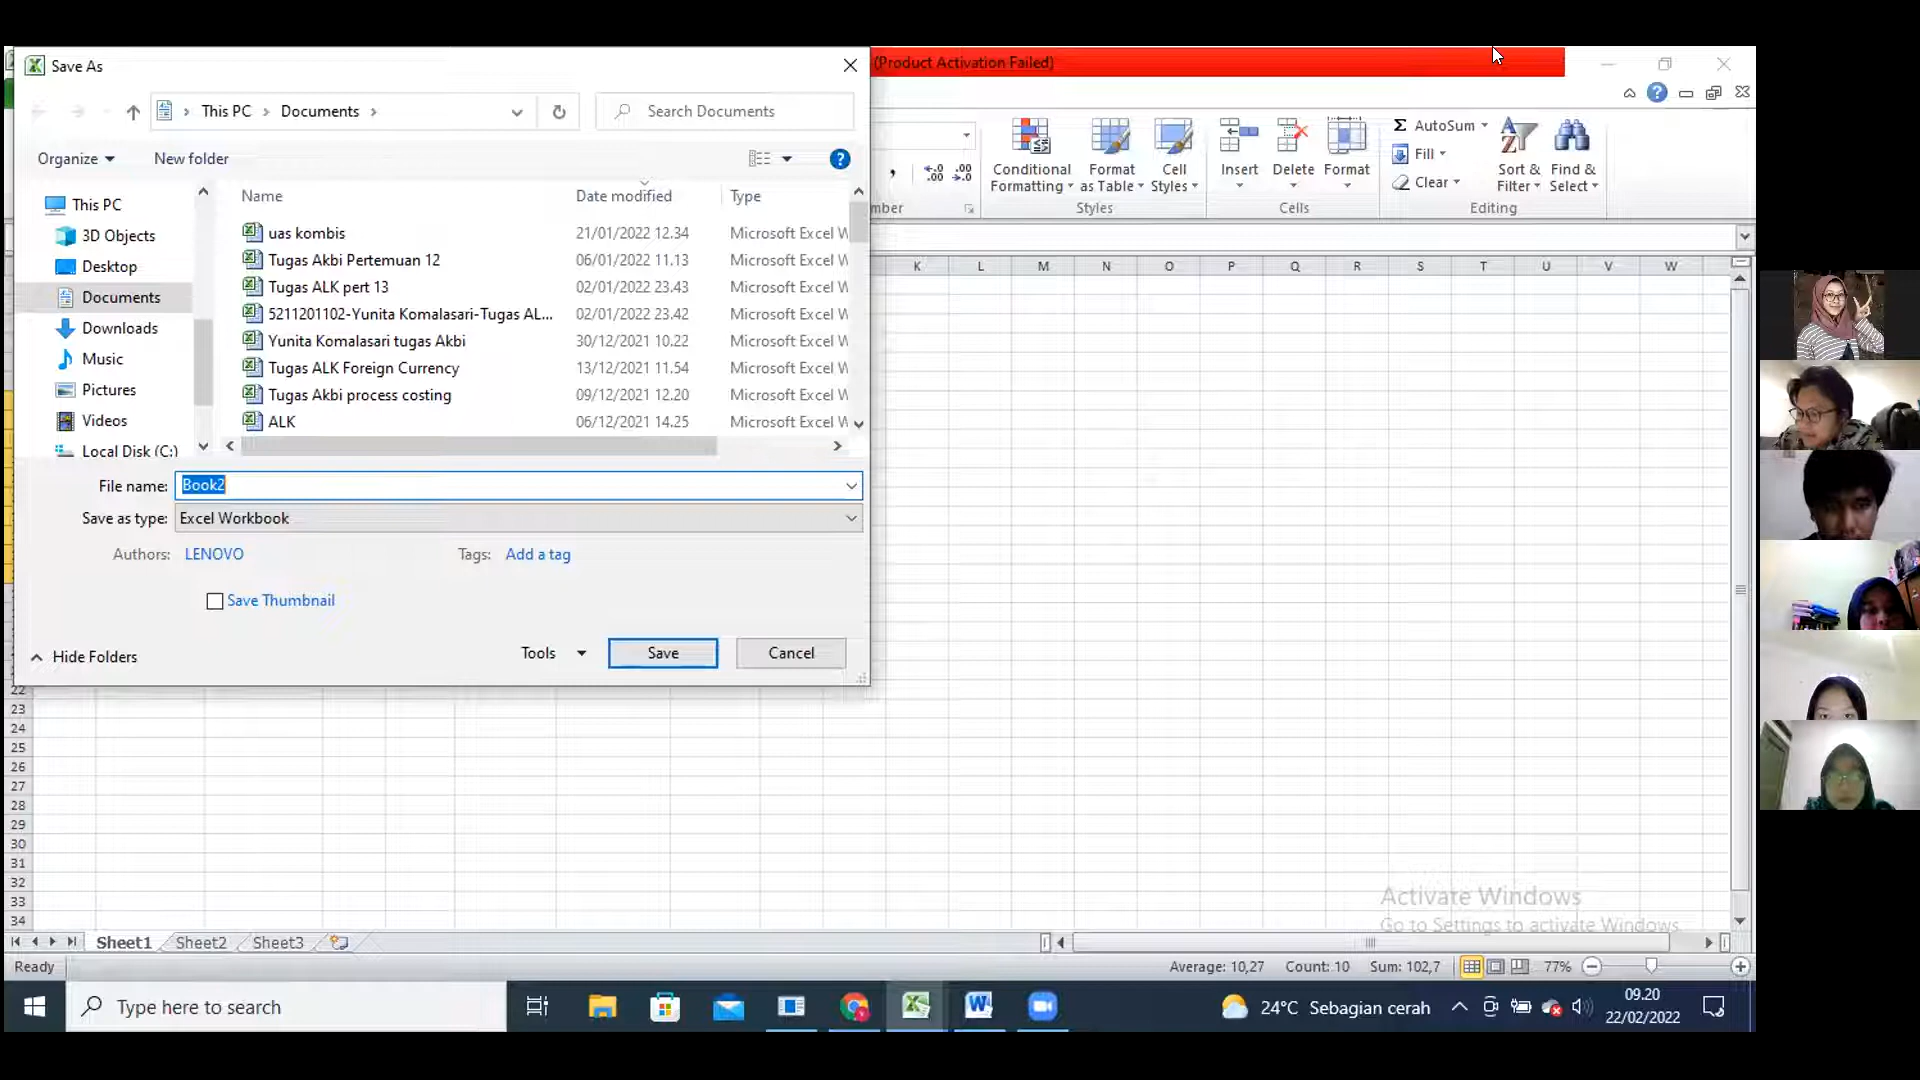 Save As
(Product Activation Failed)
This PC > Documents >
Search Documents
Organize
New folder
AutoSum
Fill
Clear
Conditional Formatting
Format as Table
Cell Styles
Insert
Delete
Format
Sort & Filter
Find & Select
mber
Styles
Cells
Editing
This PC
3D Objects
Desktop
Documents
Downloads
Music
Pictures
Videos
Local Disk (C:)
Name Date modified Type
uas kombis 21/01/2022 12.34 Microsoft Excel W
Tugas Akbi Pertemuan 12 06/01/2022 11.13 Microsoft Excel W
Tugas ALK pert 13 02/01/2022 23.43 Microsoft Excel W
5211201102-Yunita Komalasari-Tugas AL... 02/01/2022 23.42 Microsoft Excel W
Yunita Komalasari tugas Akbi 30/12/2021 10.22 Microsoft Excel W
Tugas ALK Foreign Currency 13/12/2021 11.54 Microsoft Excel W
Tugas Akbi process costing 09/12/2021 12.20 Microsoft Excel W
ALK 06/12/2021 14.25 Microsoft Excel W
File name: Book2
Save as type: Excel Workbook
Authors: LENOVO Tags: Add a tag
Save Thumbnail
Hide Folders
Tools
Save
Cancel
K L M N O P Q R S T U V W
22
23
24
25
26
27
28
29
30
31
32
33
34
Activate Windows
Go to Settings to activate Windows.
Sheet1 Sheet2 Sheet3
Ready
Average: 10,27 Count: 10 Sum: 102,7
77%
Type here to search
24°C Sebagian cerah
09.20
22/02/2022